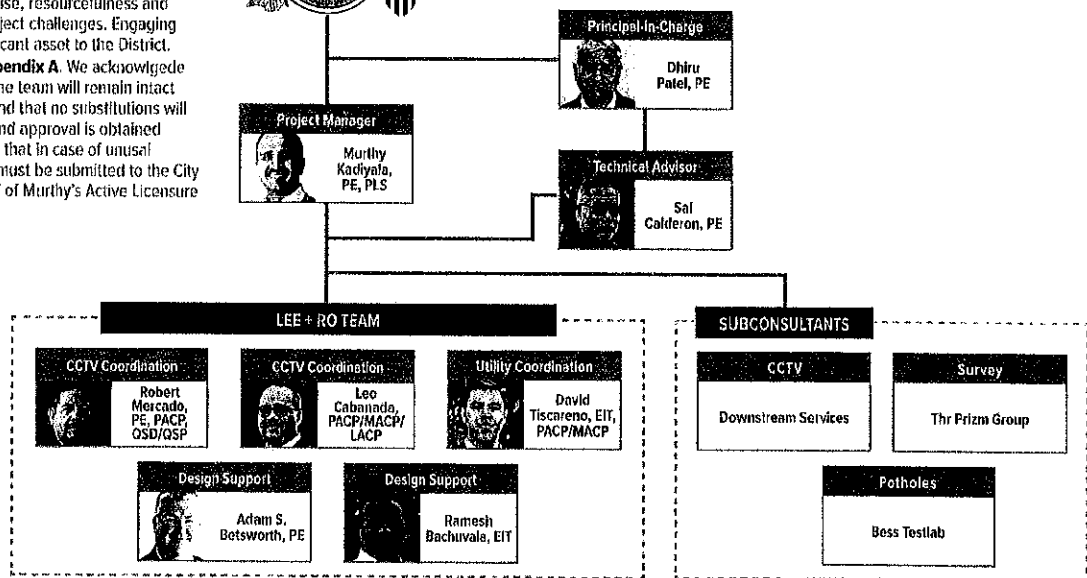 ise, resourcefulness and
ject challenges. Engaging
icant asset to the District.
pendix A. We acknowlgede
he team will remain intact
nd that no substitutions will
nd approval is obtained
that in case of unusal
must be submitted to the City
of Murthy's Active Licensure
Principal-in-Charge
Dhiru
Patel, PE
Project Manager
Murthy
Kadiyala,
PE, PLS
Technical Advisor
Sal
Calderon, PE
LEE + RO TEAM
CCTV Coordination
Robert
Mercado,
PE, PACP,
QSD/QSP
CCTV Coordination
Leo
Cabanada,
PACP/MACP/
LACP
Utility Coordination
David
Tiscareno, EIT,
PACP/MACP
Design Support
Adam S.
Betsworth, PE
Design Support
Ramesh
Bachuvala, EIT
SUBCONSULTANTS
CCTV
Downstream Services
Survey
Thr Prizm Group
Potholes
Bess Testlab